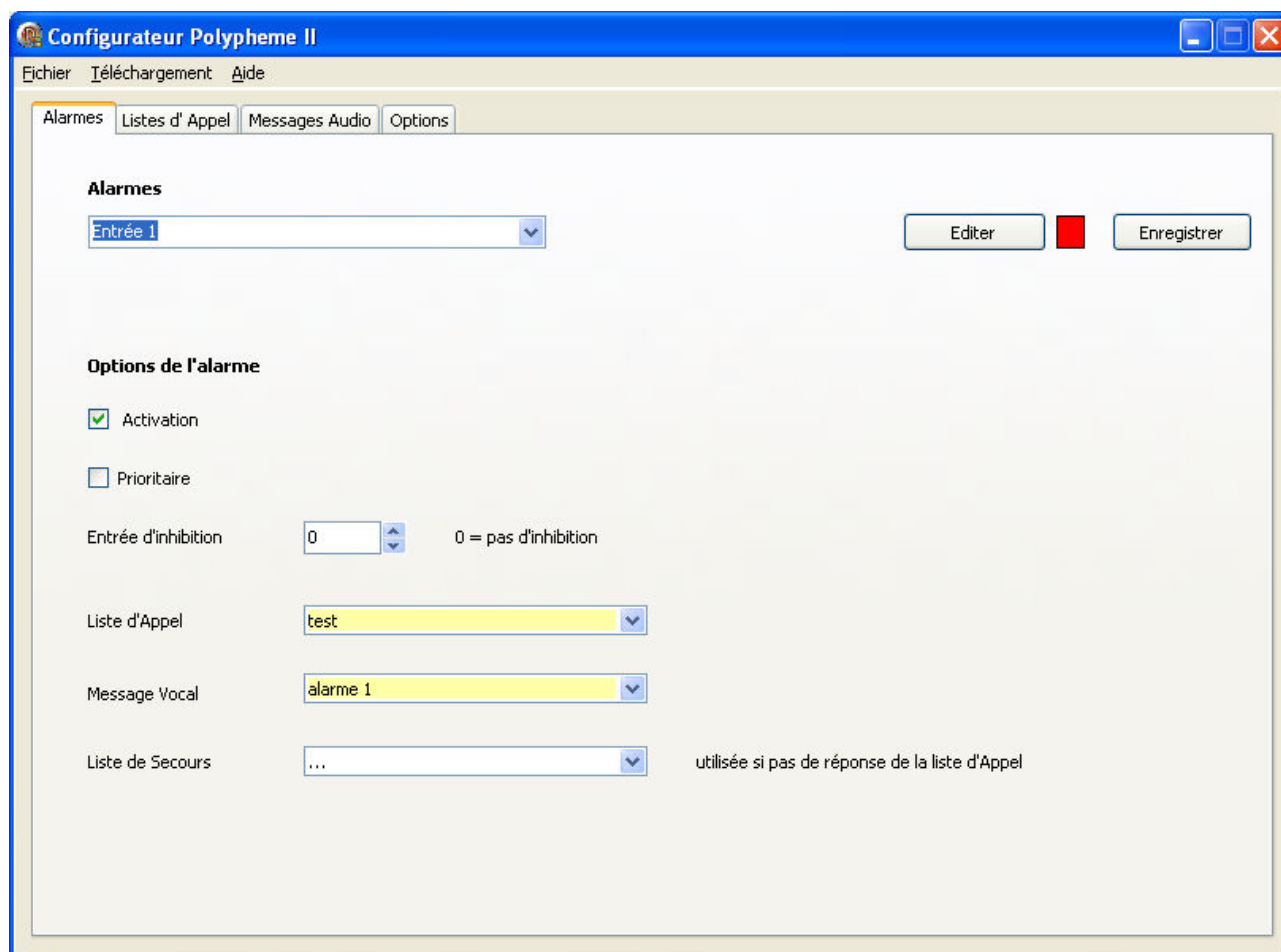 Configurateur Polypheme II
Fichier Téléchargement Aide
Alarmes Listes d' Appel Messages Audio Options
Alarmes
Entrée 1 Editer Enregistrer
Options de l'alarme
Activation
Prioritaire
Entrée d'inhibition 0 0 = pas d'inhibition
Liste d'Appel test
Message Vocal alarme 1
Liste de Secours ... utilisée si pas de réponse de la liste d'Appel